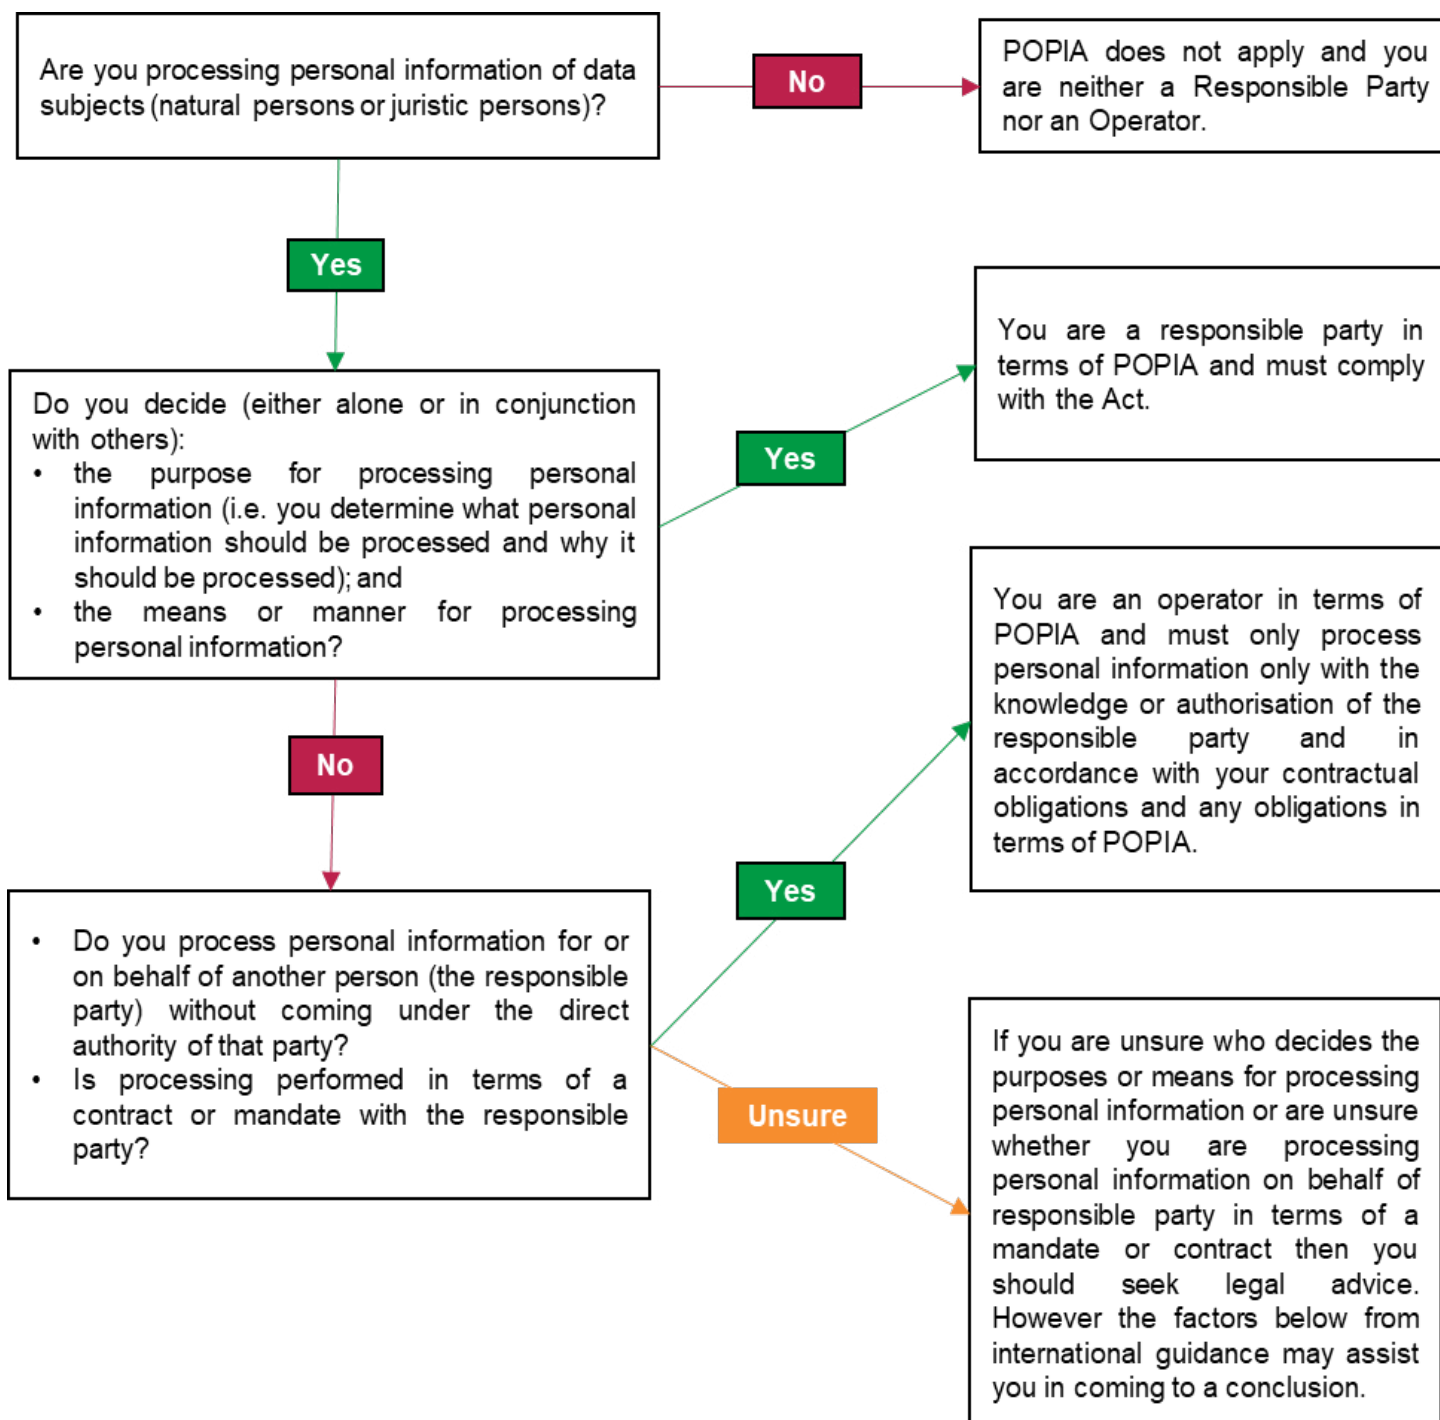 Are you processing personal information of data
subjects (natural persons or juristic persons)?
No
POPIA does not apply and you
are neither a Responsible Party
nor an Operator.
Yes
Do you decide (either alone or in conjunction
with others):
• the purpose for processing personal
information (i.e. you determine what personal
information should be processed and why it
should be processed); and
• the means or manner for processing
personal information?
Yes
You are a responsible party in
terms of POPIA and must comply
with the Act.
No
• Do you process personal information for or
on behalf of another person (the responsible
party) without coming under the direct
authority of that party?
• Is processing performed in terms of a
contract or mandate with the responsible
party?
Yes
You are an operator in terms of
POPIA and must only process
personal information only with the
knowledge or authorisation of the
responsible party and in
accordance with your contractual
obligations and any obligations in
terms of POPIA.
Unsure
If you are unsure who decides the
purposes or means for processing
personal information or are unsure
whether you are processing
personal information on behalf of
responsible party in terms of a
mandate or contract then you
should seek legal advice.
However the factors below from
international guidance may assist
you in coming to a conclusion.